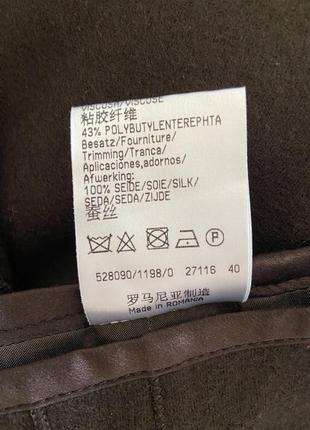 VISCOSA/VISCOSE
粘胶纤维
43% POLYBUTYLENTEREPHTA
Besatz/Fourniture/
Trimming/Tranca/
Aplicaciones,adornos/
Afwerking:
100% SEIDE/SOIE/SILK/
SEDA/SEDA/ZIJDE
蚕丝
P
528090/1198/0 27116 40
罗马尼亚制造
Made in ROMANIA